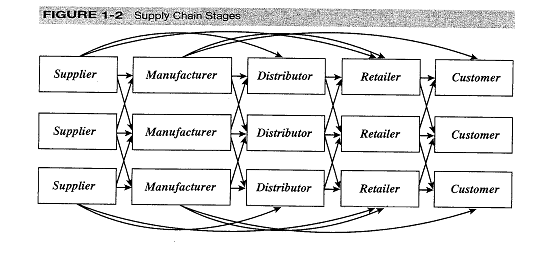 FIGURE 1-2 Supply Chain Stages
Supplier Manufacturer Distributor Retailer Customer
Supplier Manufacturer Distributor Retailer Customer
Supplier Manufacturer Distributor Retailer Customer